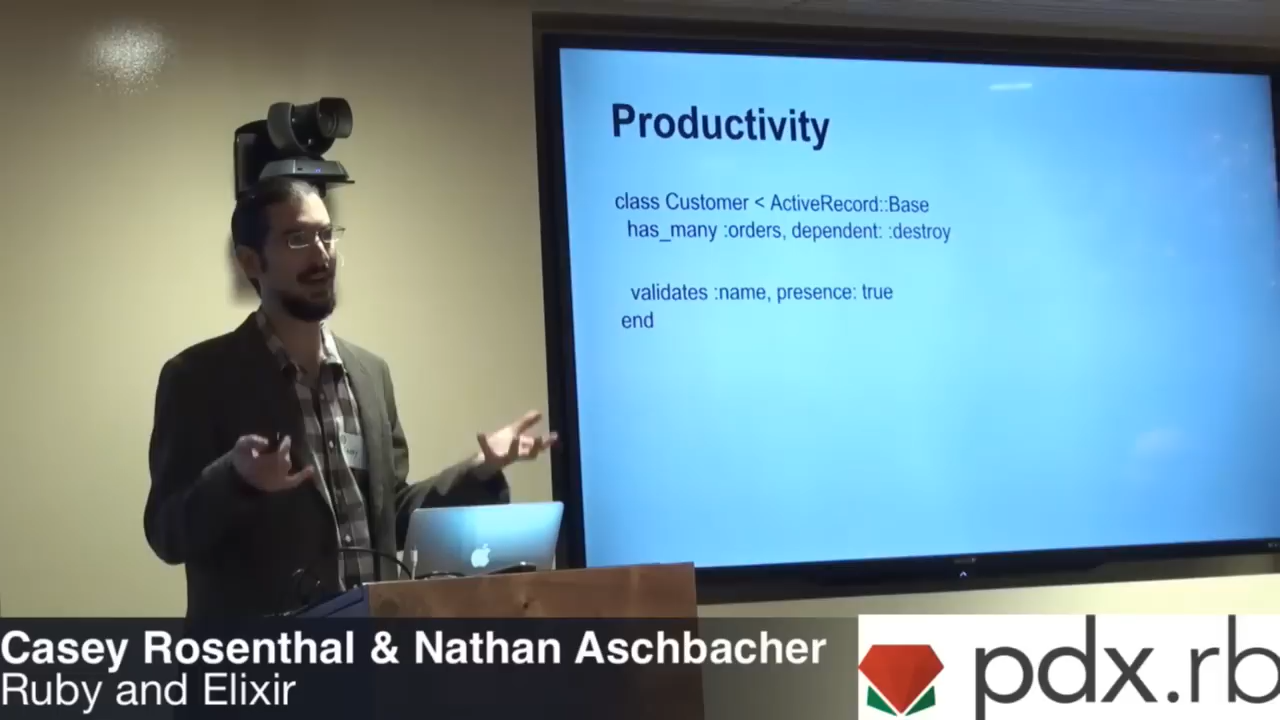 Productivity
class Customer < ActiveRecord::Base
has_many :orders, dependent: :destroy
validates :name, presence: true
end
Casey Rosenthal & Nathan Aschbacher
Ruby and Elixir
pdx.rb